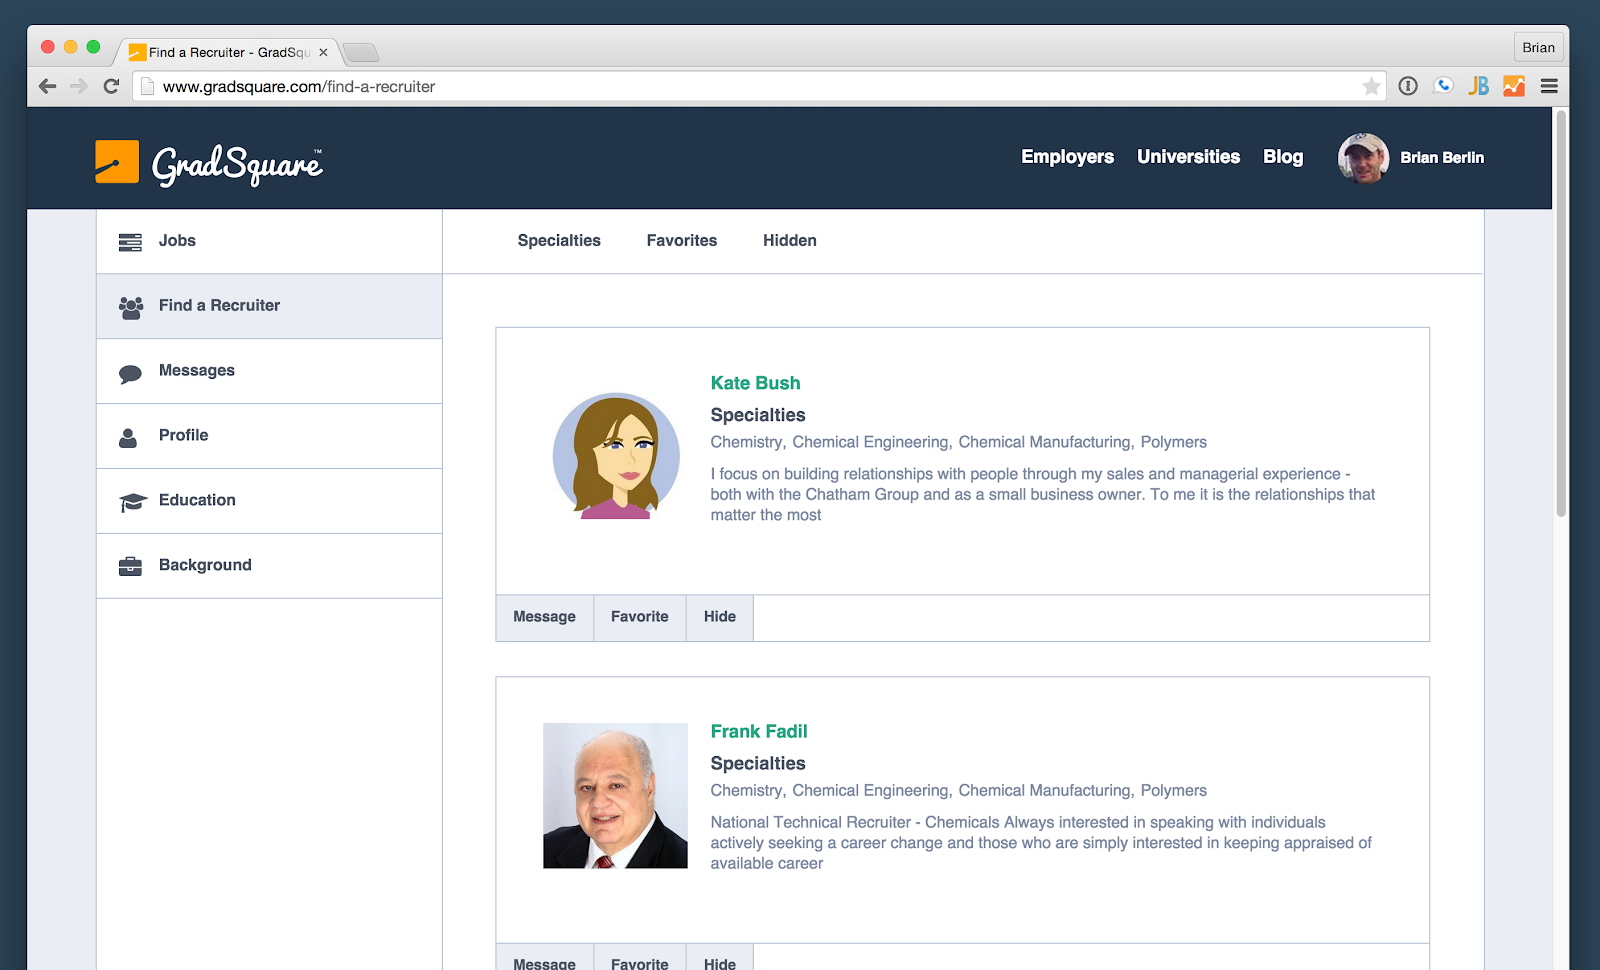 Find a Recruiter - GradSqu
Brian
www.gradsquare.com/find-a-recruiter
JB
GradSquare™
Employers Universities Blog Brian Berlin
Jobs
Find a Recruiter
Messages
Profile
Education
Background
Specialties Favorites Hidden
Kate Bush
Specialties
Chemistry, Chemical Engineering, Chemical Manufacturing, Polymers
I focus on building relationships with people through my sales and managerial experience -
both with the Chatham Group and as a small business owner. To me it is the relationships that
matter the most
Message Favorite Hide
Frank Fadil
Specialties
Chemistry, Chemical Engineering, Chemical Manufacturing, Polymers
National Technical Recruiter - Chemicals Always interested in speaking with individuals
actively seeking a career change and those who are simply interested in keeping appraised of
available career
Message Favorite Hide